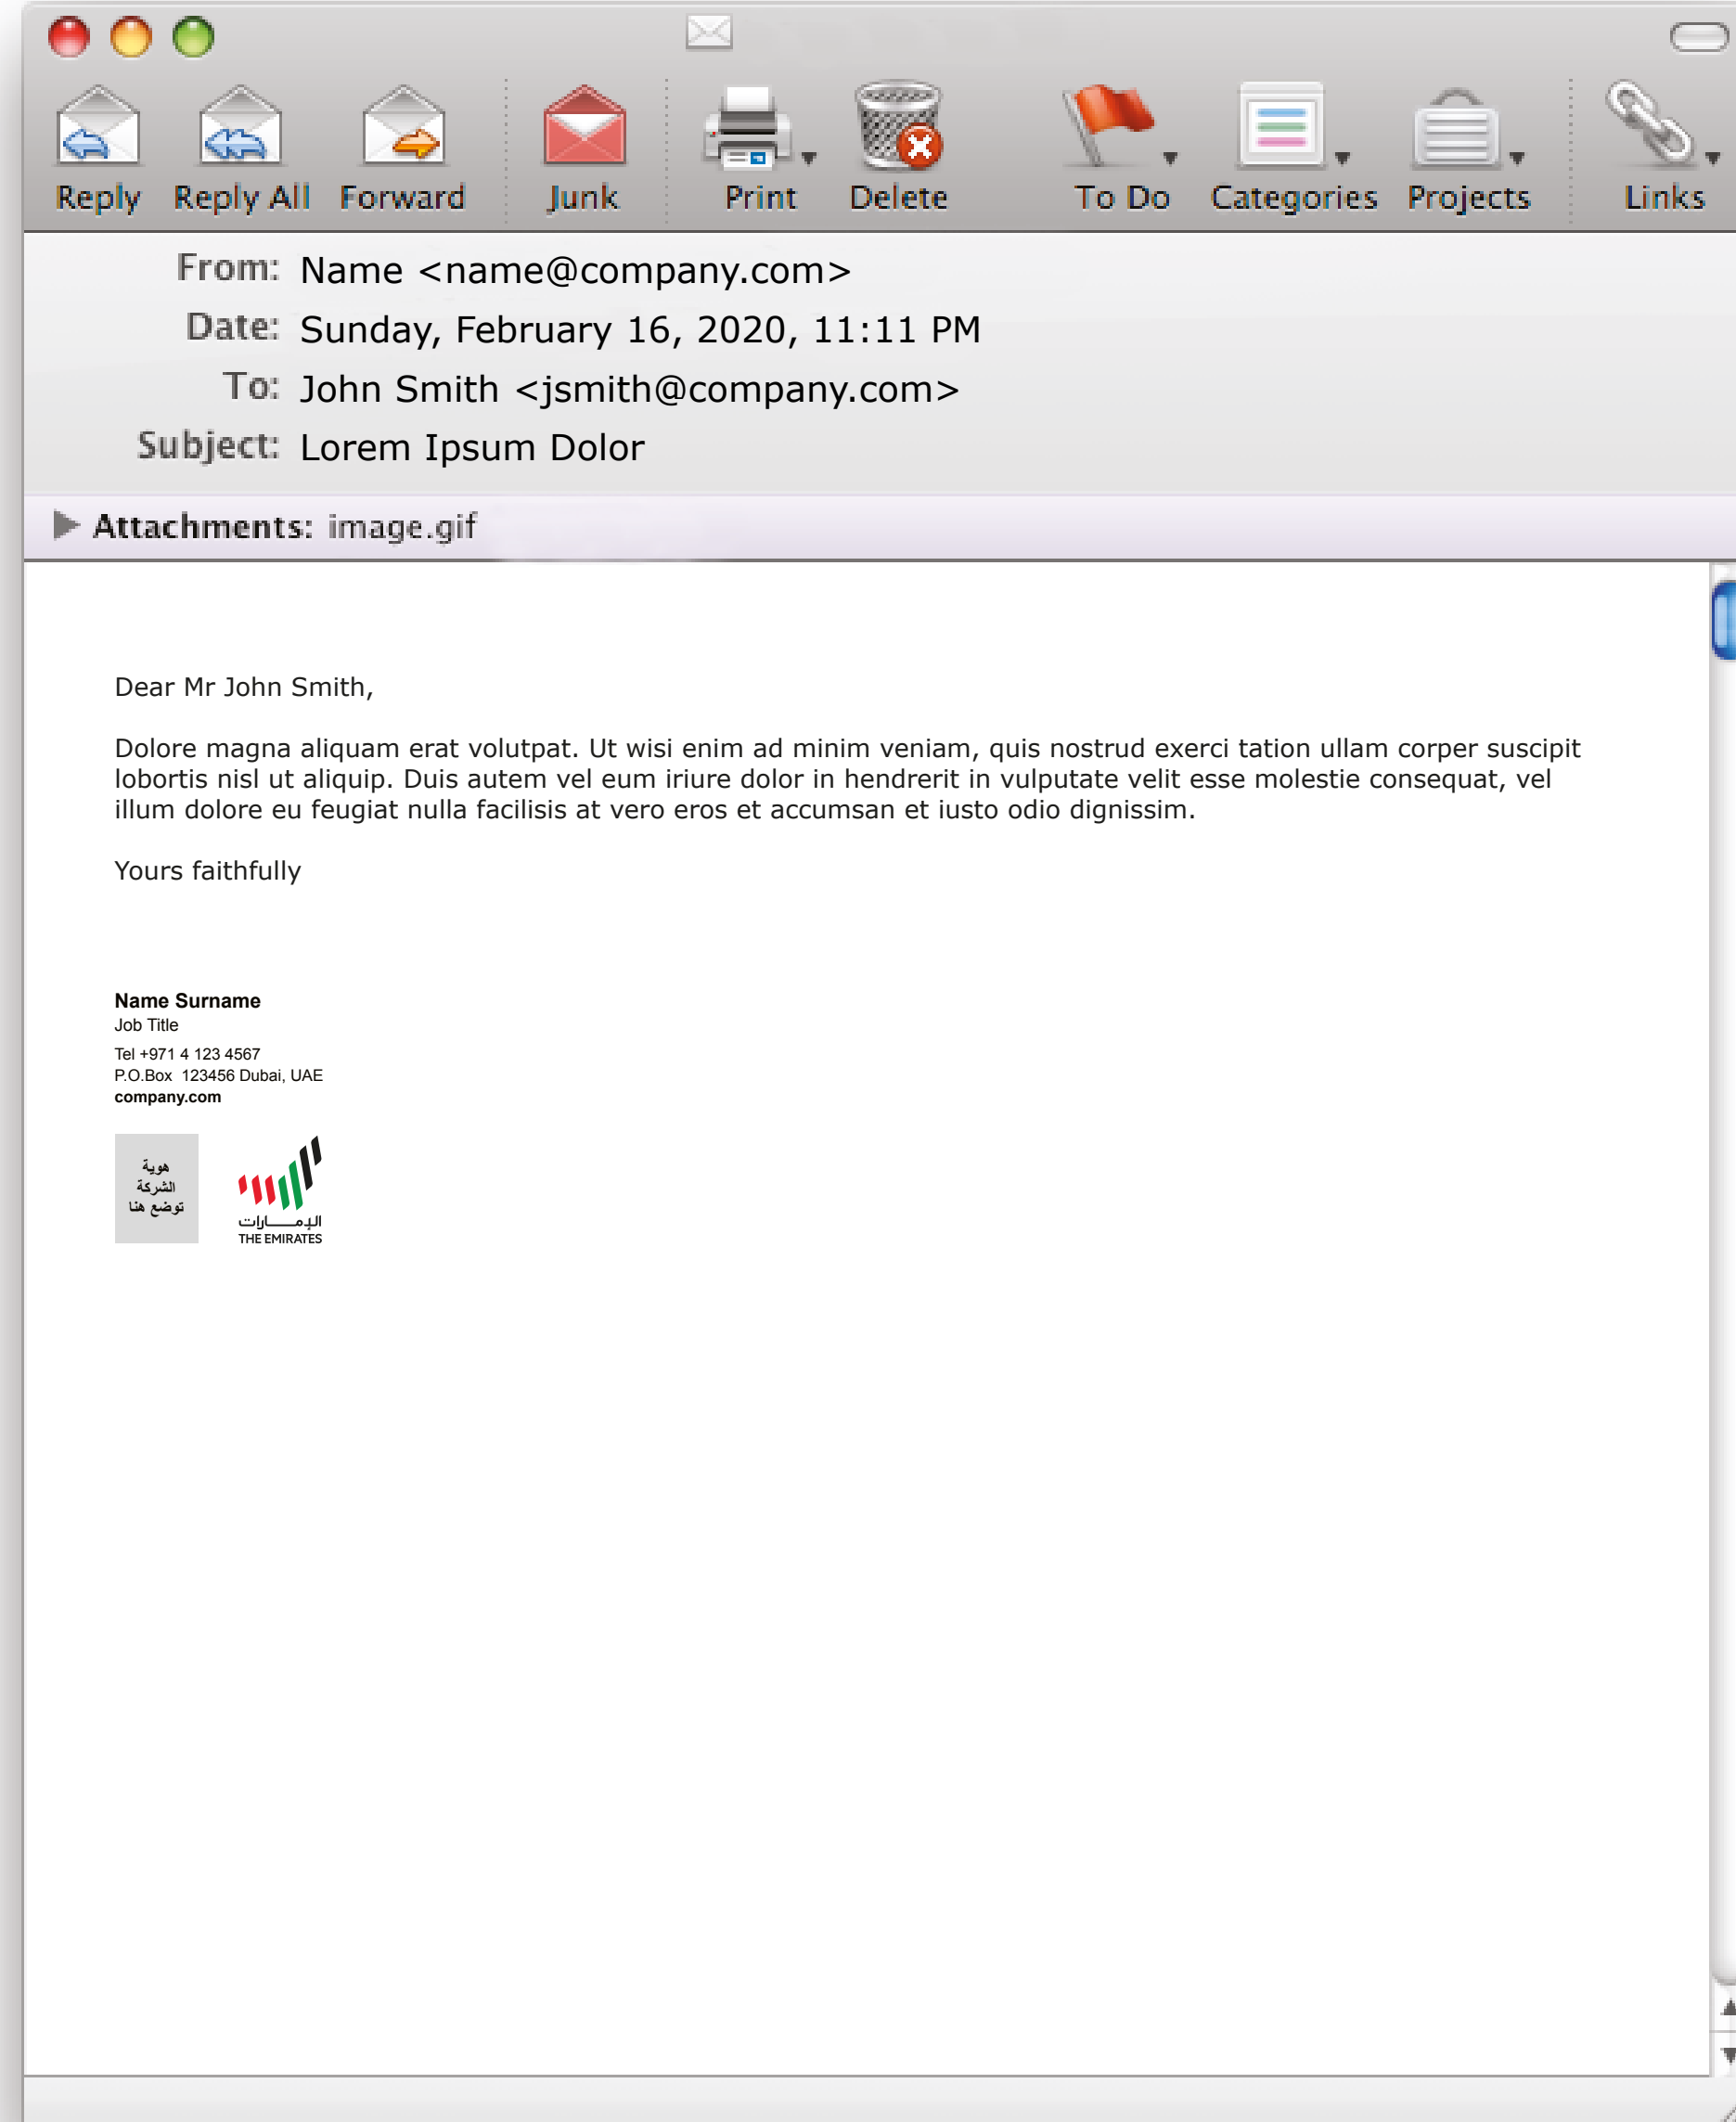 Reply Reply All Forward Junk Print Delete To Do Categories Projects Links
From: Name <name@company.com>
Date: Sunday, February 16, 2020, 11:11 PM
To: John Smith <jsmith@company.com>
Subject: Lorem Ipsum Dolor
Attachments: image.gif
Dear Mr John Smith,
Dolore magna aliquam erat volutpat. Ut wisi enim ad minim veniam, quis nostrud exerci tation ullam corper suscipit
lobortis nisl ut aliquip. Duis autem vel eum iriure dolor in hendrerit in vulputate velit esse molestie consequat, vel
illum dolore eu feugiat nulla facilisis at vero eros et accumsan et iusto odio dignissim.
Yours faithfully
Name Surname
Job Title
Tel +971 4 123 4567
P.O.Box 123456 Dubai, UAE
company.com
هوية
الشركة
توضع هنا
الإمــــارات
THE EMIRATES